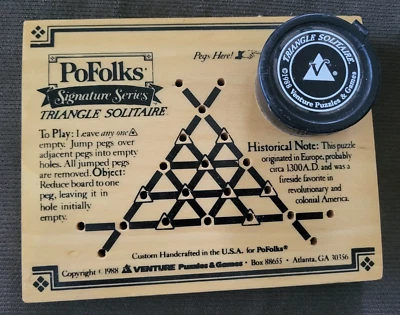 Pegs Here!
PoFolks
Signature Series
TRIANGLE SOLITAIRE
TRIANGLE SOLITAIRE
©1988 Venture Puzzles & Games
To Play: Leave any one
empty. Jump pegs over
adjacent pegs into empty
holes. All jumped pegs
are removed. Object:
Reduce board to one
peg, leaving it in
hole initially
empty.
Historical Note: This puzzle
originated in Europe, probably
circa 1300 A.D. and was a
fireside favorite in
revolutionary and
colonial America.
Custom Handcrafted in the U.S.A. for PoFolks®
Copyright © 1988 VENTURE Puzzles & Games • Box 88655 • Atlanta, GA 30356